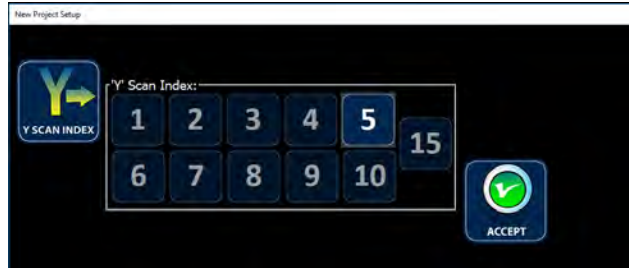 New Project Setup
Y
Y SCAN INDEX
'Y' Scan Index:
1 2 3 4 5
15
6 7 8 9 10
ACCEPT